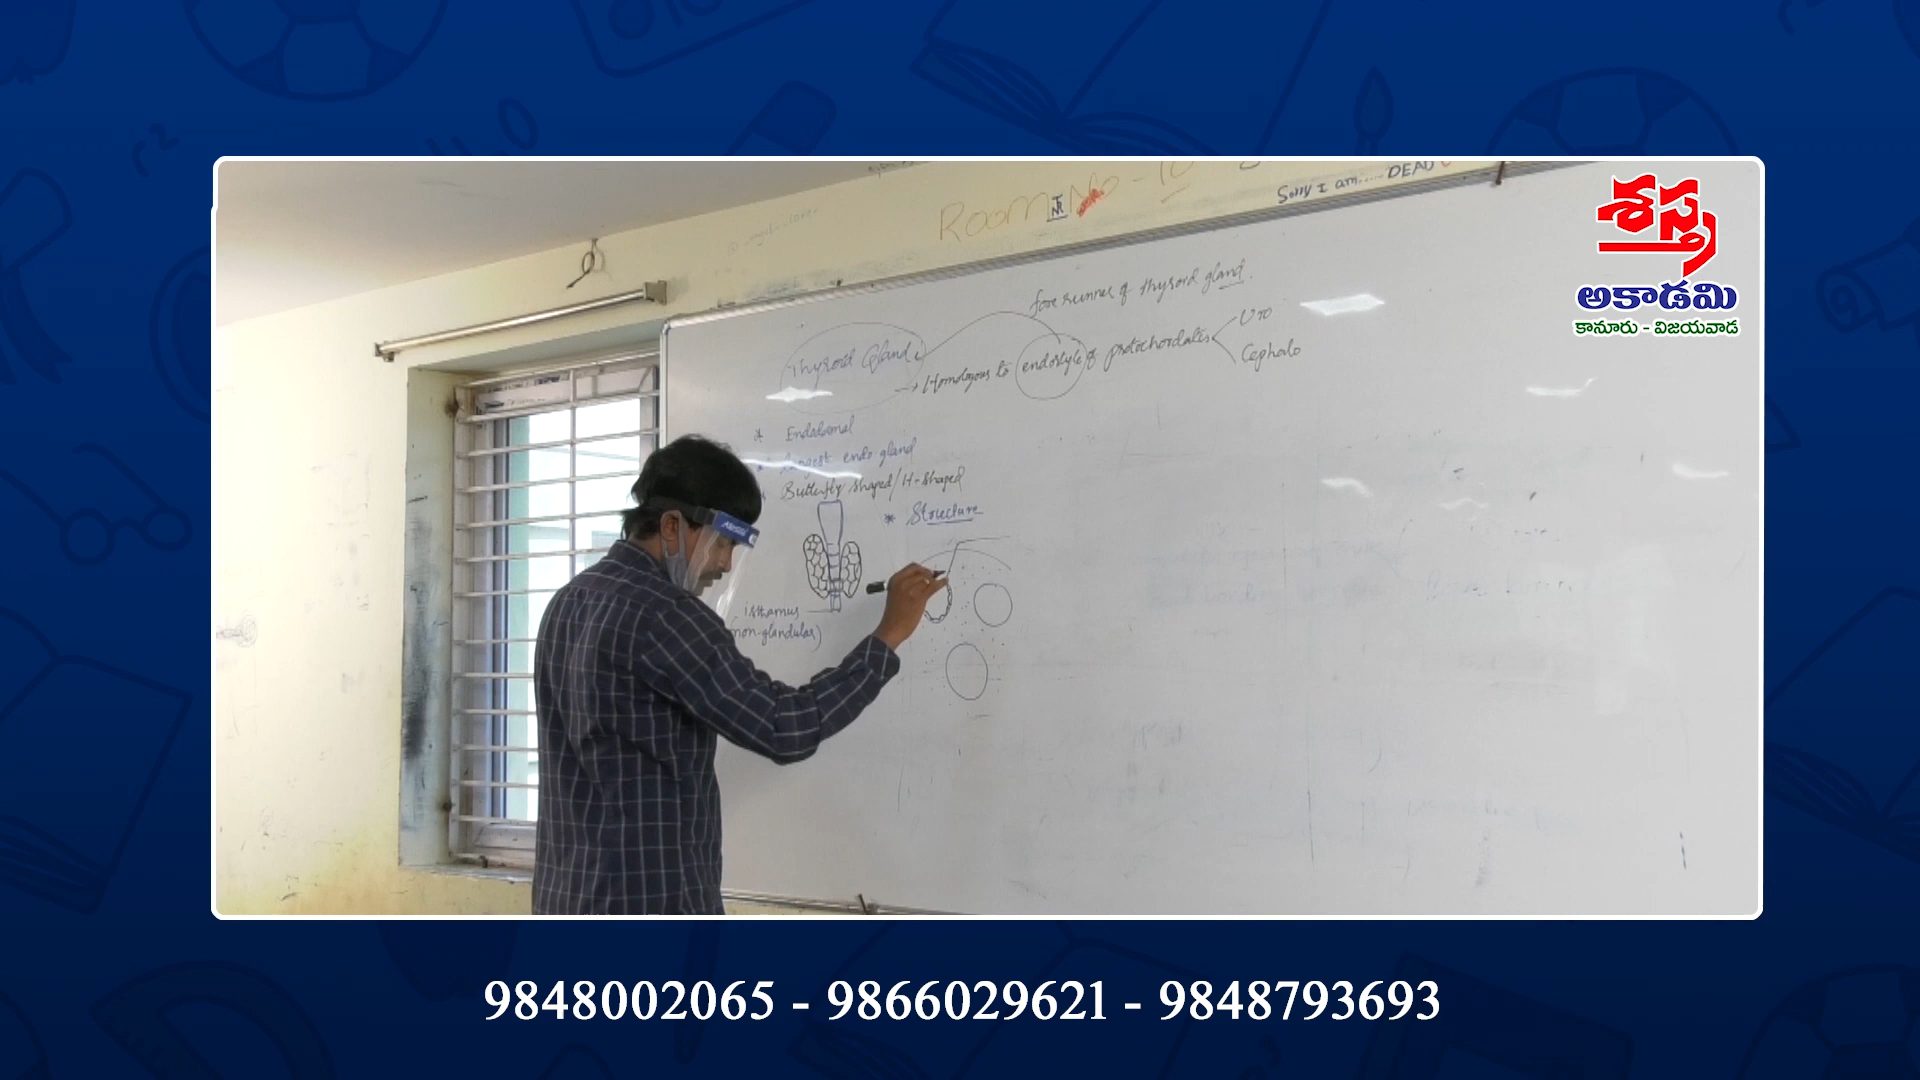 Room No - 10
Sorry I am..... DEAD
శస్త్ర
అకాడమి
కానూరు - విజయవాడ
fore runner of thyroid gland.
Thyroid Gland
→ Homologous to endostyle of protochordates
Uro
Cephalo
* Endodermal
* Largest endo gland
Butterfly shaped / H-shaped
* Structure
isthamus
(non-glandular)
9848002065 - 9866029621 - 9848793693